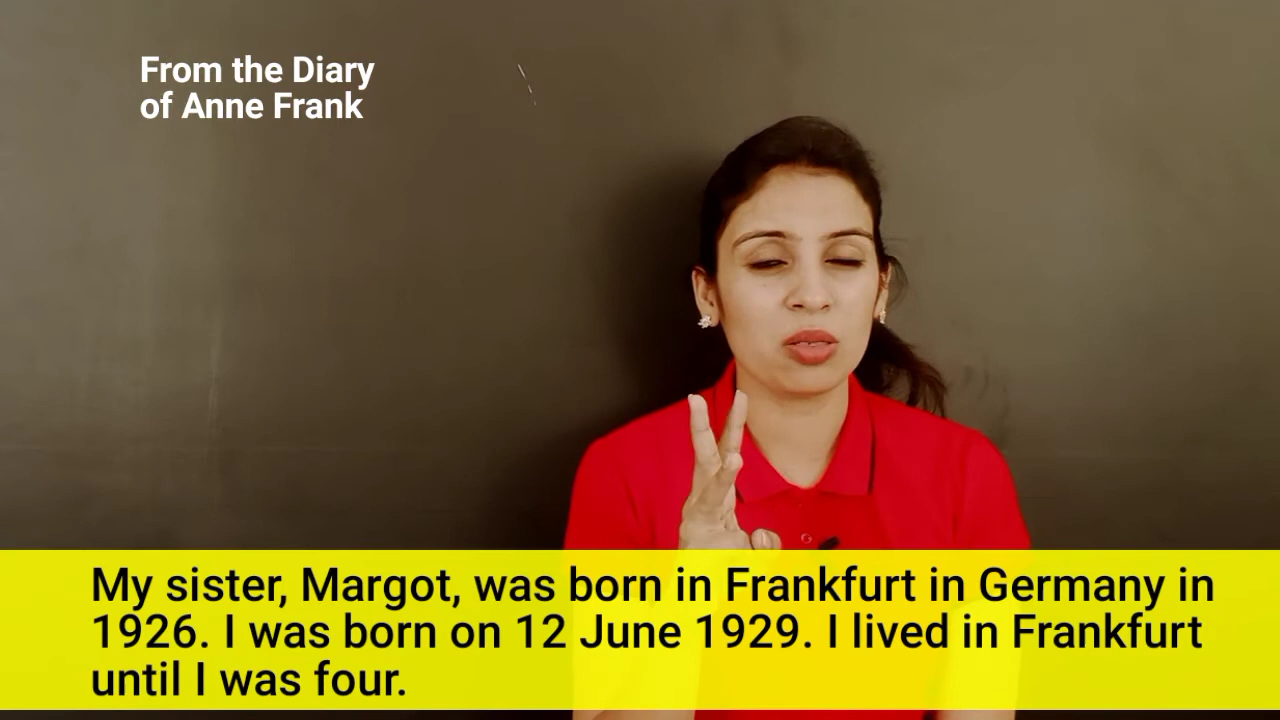 From the Diary
of Anne Frank
My sister, Margot, was born in Frankfurt in Germany in
1926. I was born on 12 June 1929. I lived in Frankfurt
until I was four.